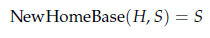 NewHomeBase(H, S) = S